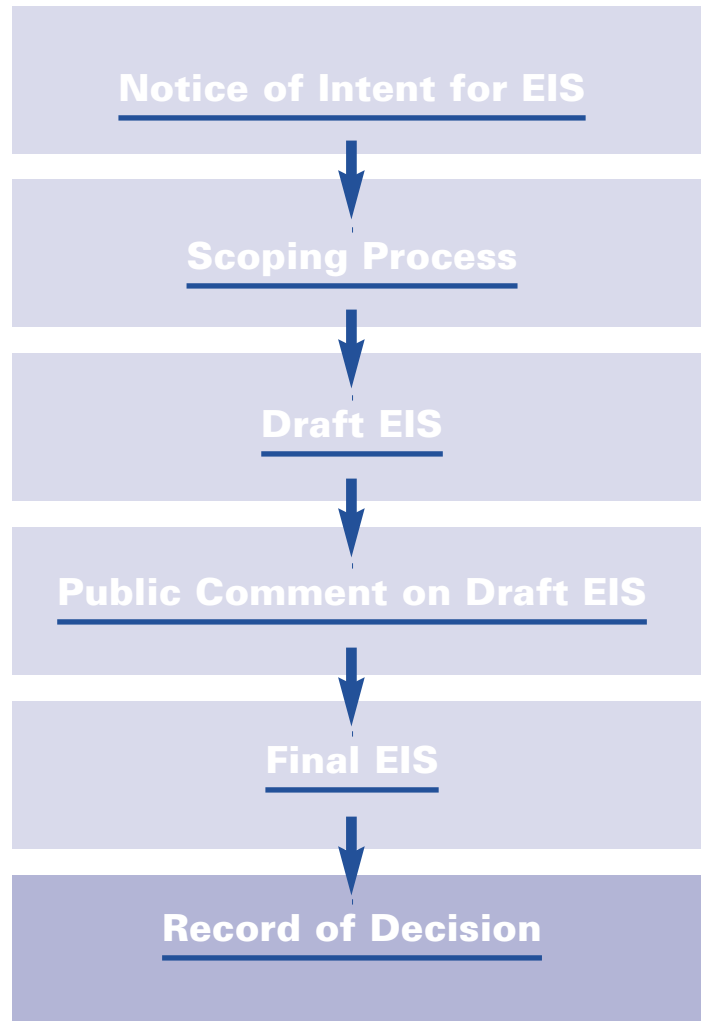 Notice of Intent for EIS
Scoping Process
Draft EIS
Public Comment on Draft EIS
Final EIS
Record of Decision